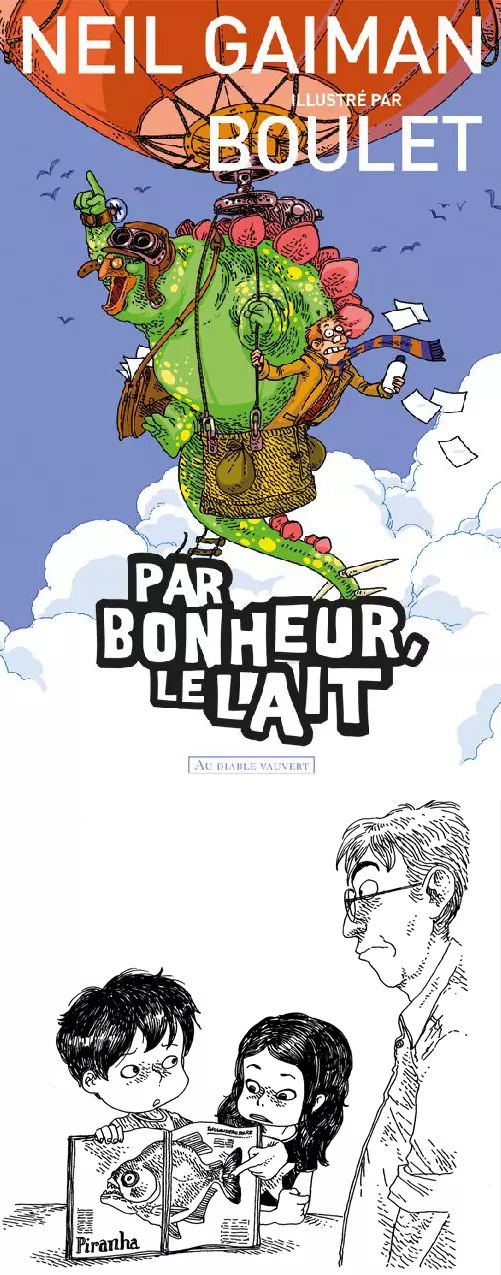 NEIL GAIMAN
ILLUSTRÉ PAR
BOULET
PAR
BONHEUR,
LE LAIT
AU DIABLE VAUVERT
Piranha